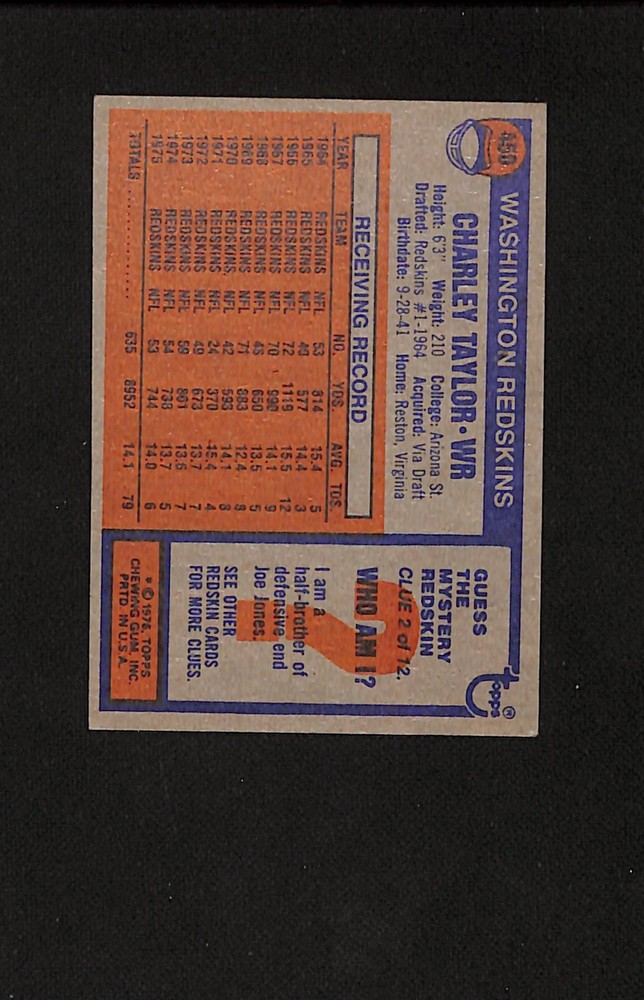 450
WASHINGTON REDSKINS
CHARLEY TAYLOR • WR
Height: 6'3" Weight: 210 College: Arizona St.
Drafted: Redskins #1-1964 Acquired: Via Draft
Birthdate: 9-28-41 Home: Reston, Virginia
RECEIVING RECORD
YEAR TEAM NO. YDS. AVG. TDS.
1964 REDSKINS NFL 53 814 15.4 5
1965 REDSKINS NFL 40 577 14.4 3
1966 REDSKINS NFL 72 1119 15.5 12
1967 REDSKINS NFL 70 990 14.1 9
1968 REDSKINS NFL 48 650 13.5 5
1969 REDSKINS NFL 71 883 12.4 8
1970 REDSKINS NFL 42 593 14.1 8
1971 REDSKINS NFL 24 370 15.4 4
1972 REDSKINS NFL 49 673 13.7 7
1973 REDSKINS NFL 59 801 13.6 7
1974 REDSKINS NFL 54 738 13.7 5
1975 REDSKINS NFL 53 744 14.0 6
TOTALS 635 8952 14.1 79
topps ®
GUESS
THE
MYSTERY
REDSKIN
CLUE 2 of 12.
WHO AM I?
?
I am a
half-brother of
defensive end
Joe Jones.
SEE OTHER
REDSKIN CARDS
FOR MORE CLUES.
* © 1976, TOPPS
CHEWING GUM, INC.
PRTD. IN U.S.A.